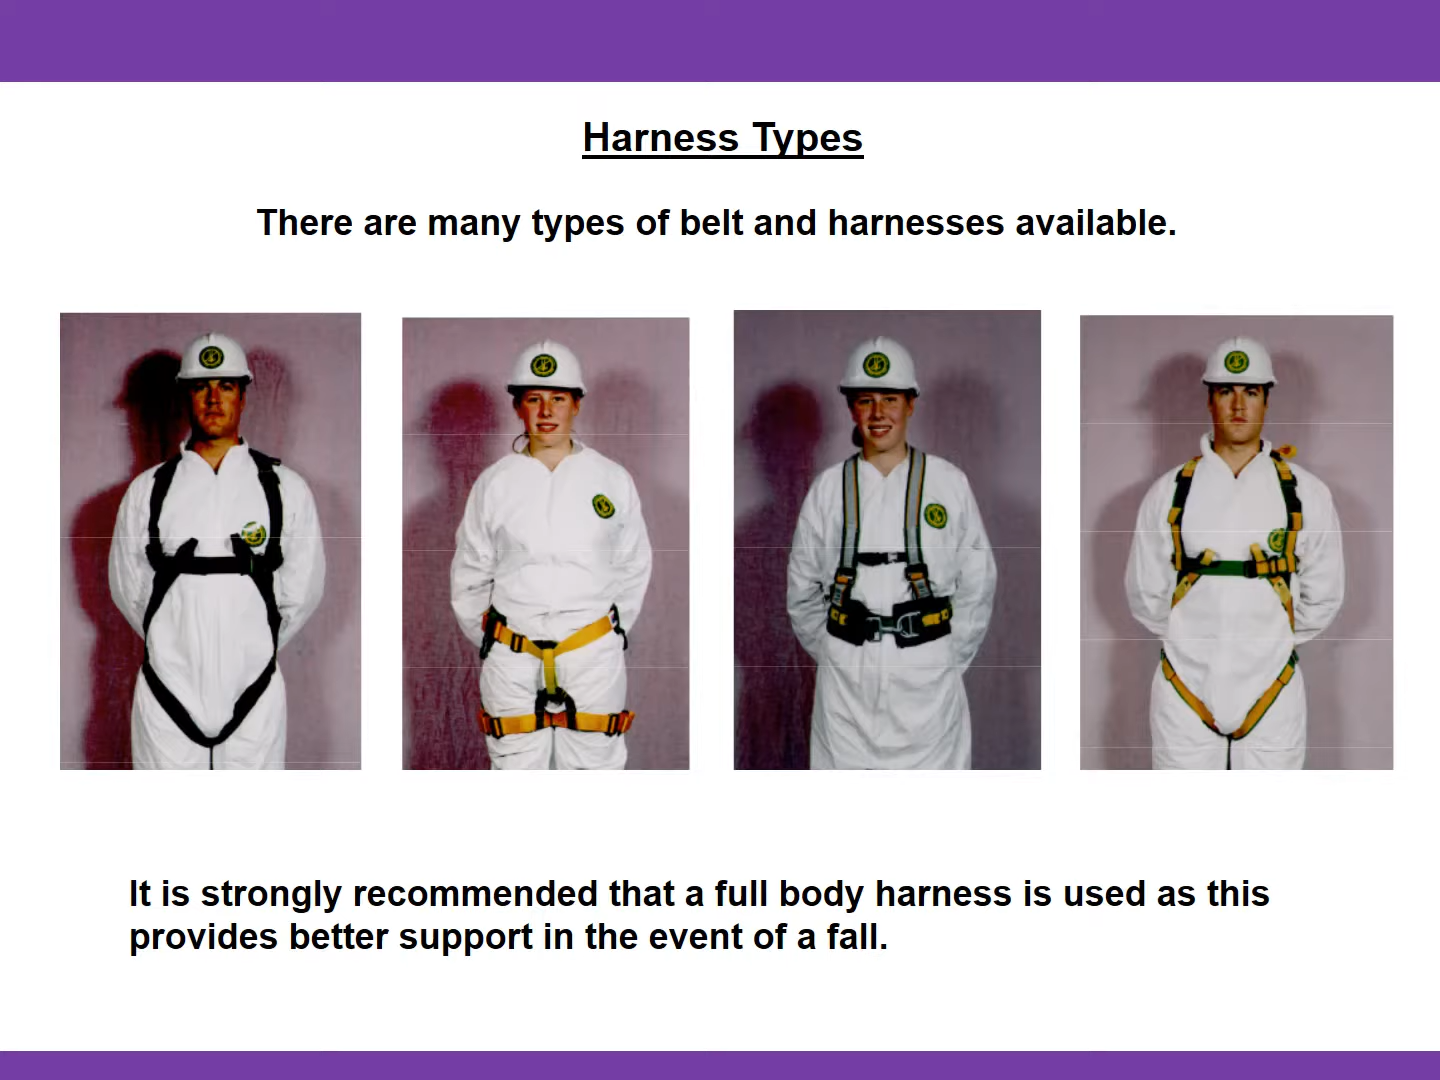 Harness Types
There are many types of belt and harnesses available.
It is strongly recommended that a full body harness is used as this
provides better support in the event of a fall.